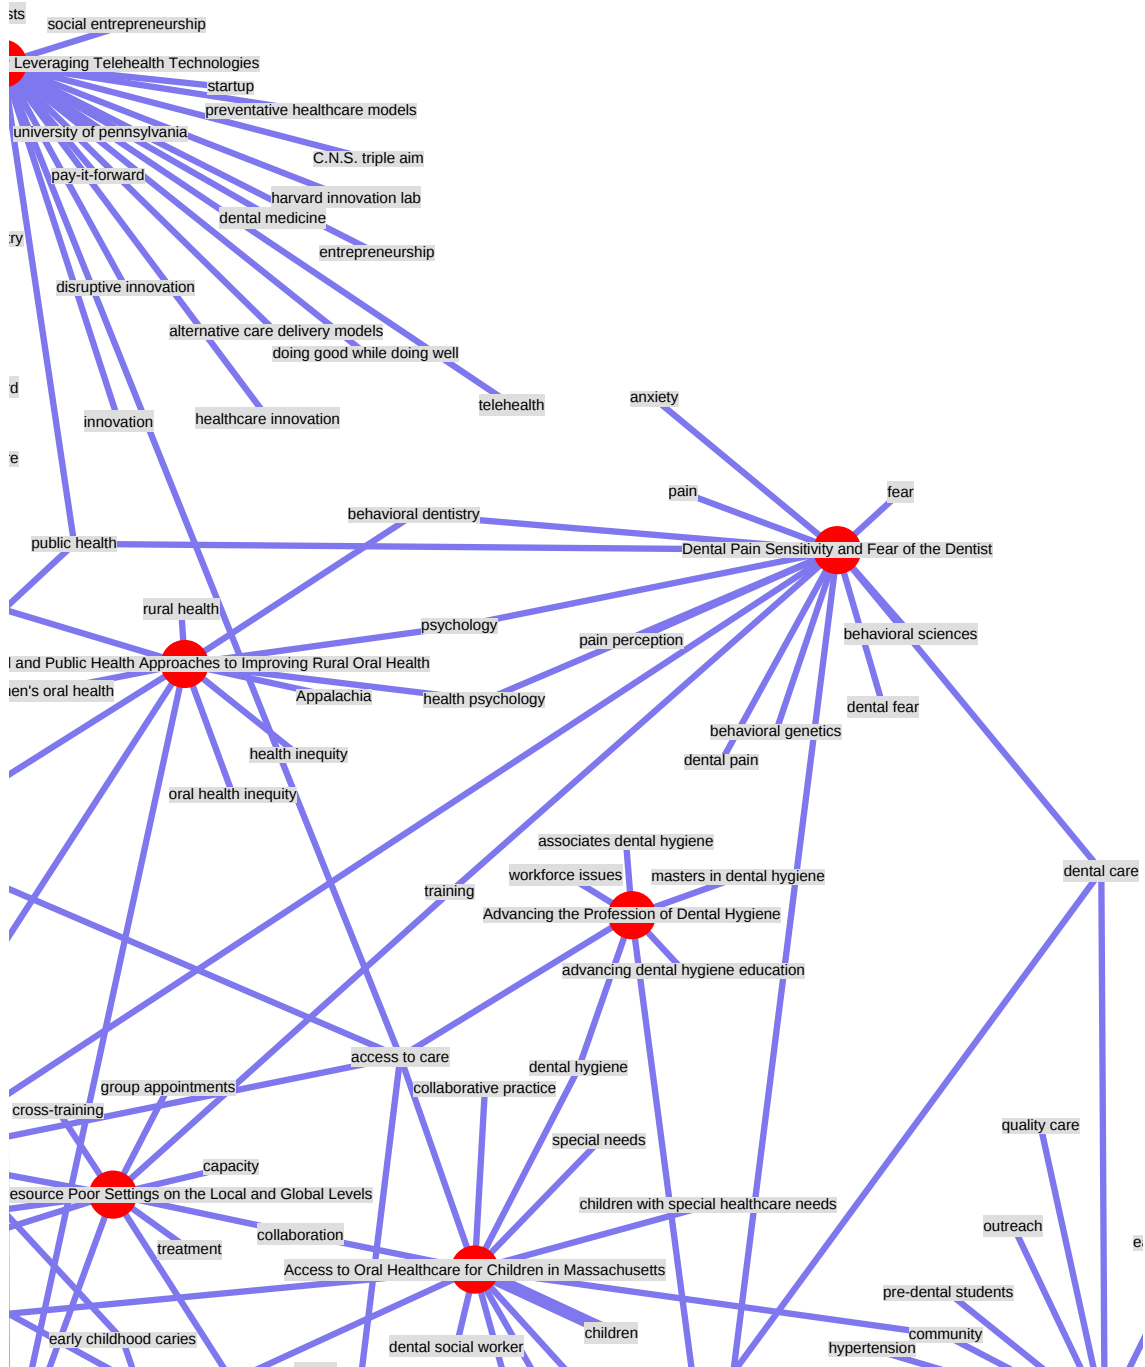 sts
social entrepreneurship
Leveraging Telehealth Technologies
startup
preventative healthcare models
university of pennsylvania
C.N.S. triple aim
pay-it-forward
harvard innovation lab
dental medicine
try
entrepreneurship
disruptive innovation
alternative care delivery models
doing good while doing well
rd
anxiety
telehealth
innovation
healthcare innovation
re
pain
fear
behavioral dentistry
public health
Dental Pain Sensitivity and Fear of the Dentist
rural health
psychology
behavioral sciences
pain perception
l and Public Health Approaches to Improving Rural Oral Health
en's oral health
Appalachia
health psychology
dental fear
behavioral genetics
health inequity
dental pain
oral health inequity
associates dental hygiene
dental care
workforce issues
masters in dental hygiene
training
Advancing the Profession of Dental Hygiene
advancing dental hygiene education
access to care
dental hygiene
group appointments
collaborative practice
cross-training
quality care
special needs
capacity
esource Poor Settings on the Local and Global Levels
children with special healthcare needs
outreach
collaboration
ea
treatment
Access to Oral Healthcare for Children in Massachusetts
pre-dental students
children
community
early childhood caries
dental social worker
hypertension